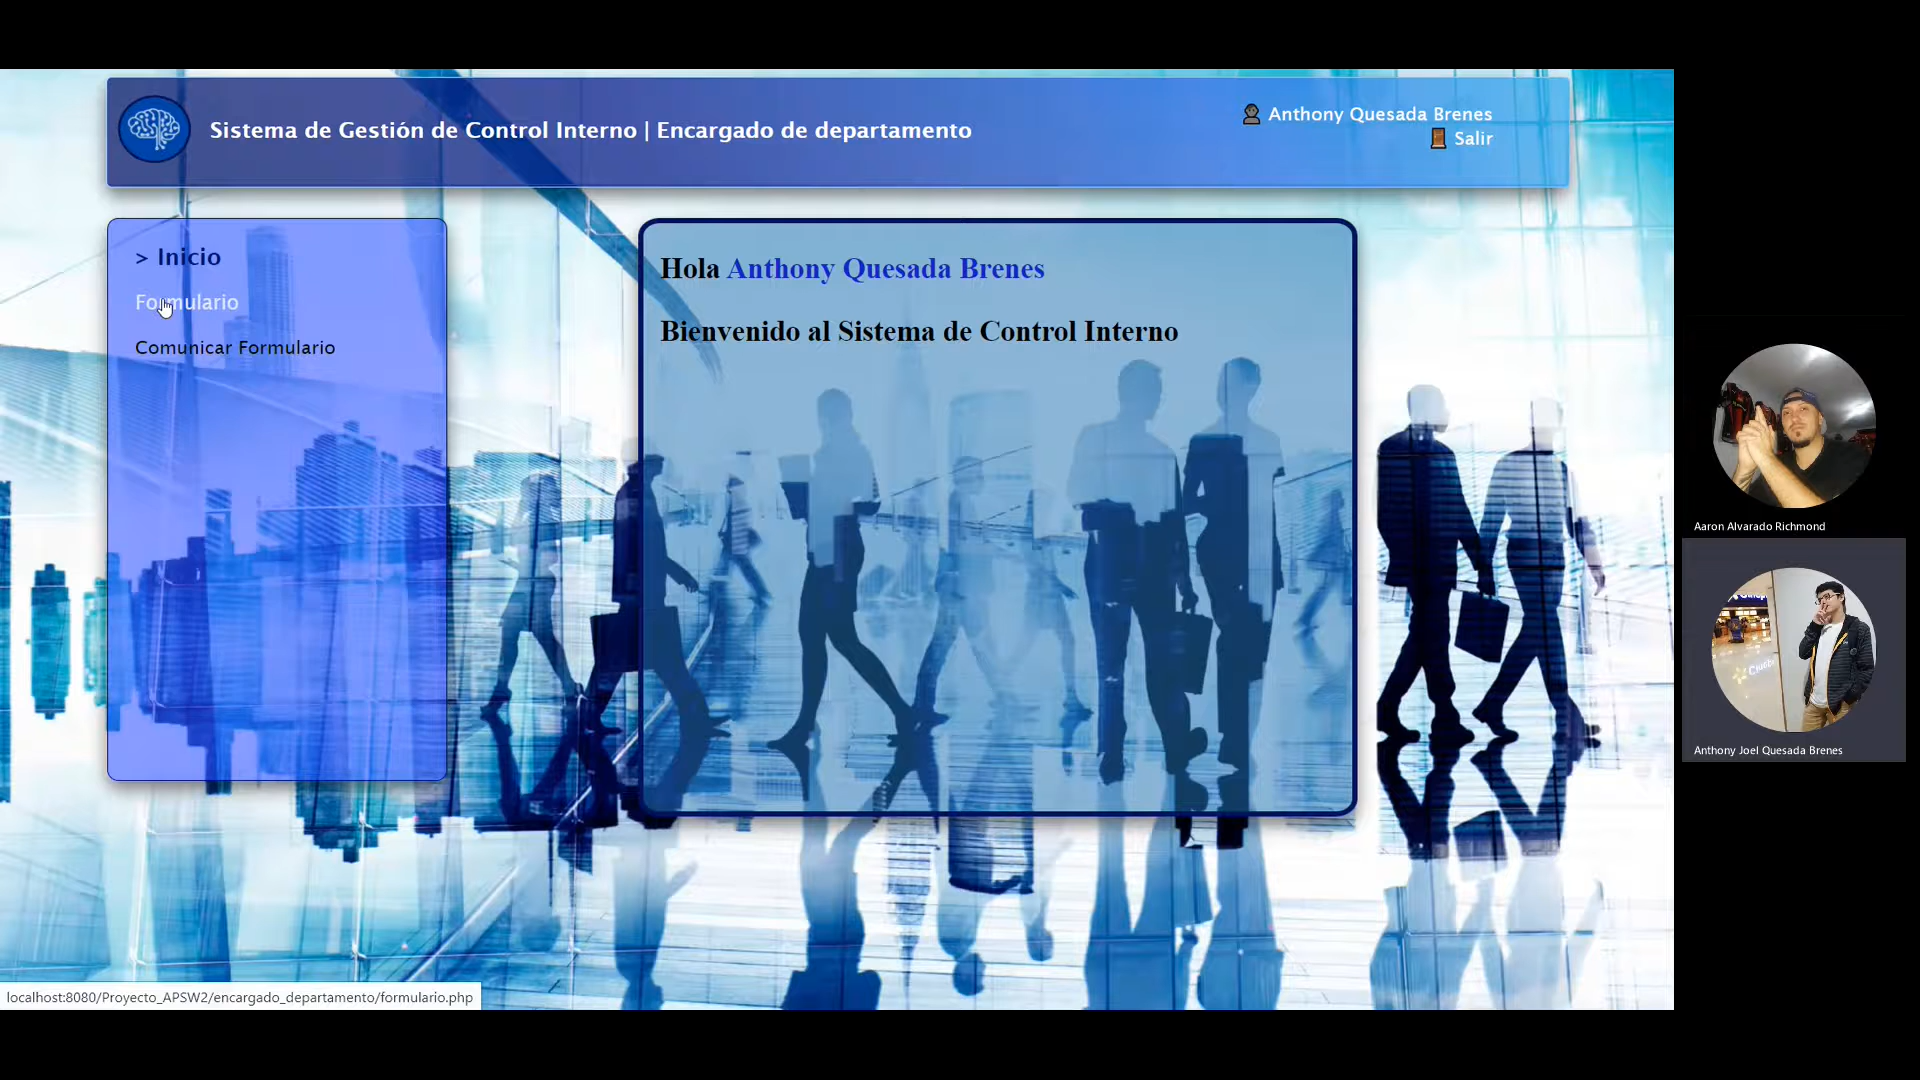 Sistema de Gestión de Control Interno | Encargado de departamento
Anthony Quesada Brenes
Salir
> Inicio
Formulario
Comunicar Formulario
Hola Anthony Quesada Brenes
Bienvenido al Sistema de Control Interno
Aaron Alvarado Richmond
Anthony Joel Quesada Brenes
localhost:8080/Proyecto_APSW2/encargado_departamento/formulario.php